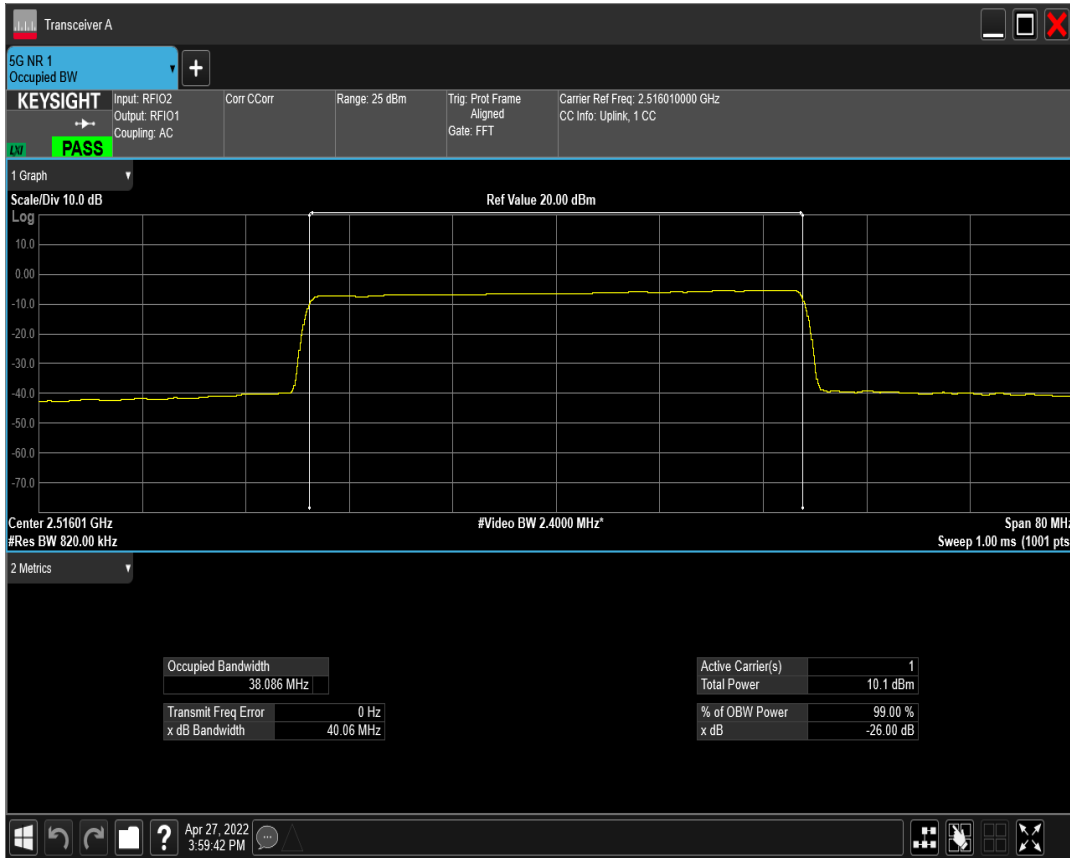 Transceiver A
5G NR 1
Occupied BW
+
KEYSIGHT
LXI
PASS
Input: RFIO2
Output: RFIO1
Coupling: AC
Corr CCorr
Range: 25 dBm
Trig: Prot Frame
Aligned
Gate: FFT
Carrier Ref Freq: 2.516010000 GHz
CC Info: Uplink, 1 CC
1 Graph
Scale/Div 10.0 dB
Ref Value 20.00 dBm
Log
10.0
0.00
-10.0
-20.0
-30.0
-40.0
-50.0
-60.0
-70.0
Center 2.51601 GHz
#Video BW 2.4000 MHz*
Span 80 MHz
#Res BW 820.00 kHz
Sweep 1.00 ms (1001 pts
2 Metrics
Occupied Bandwidth
38.086 MHz
Transmit Freq Error 0 Hz
x dB Bandwidth 40.06 MHz
Active Carrier(s) 1
Total Power 10.1 dBm
% of OBW Power 99.00 %
x dB -26.00 dB
?
Apr 27, 2022
3:59:42 PM